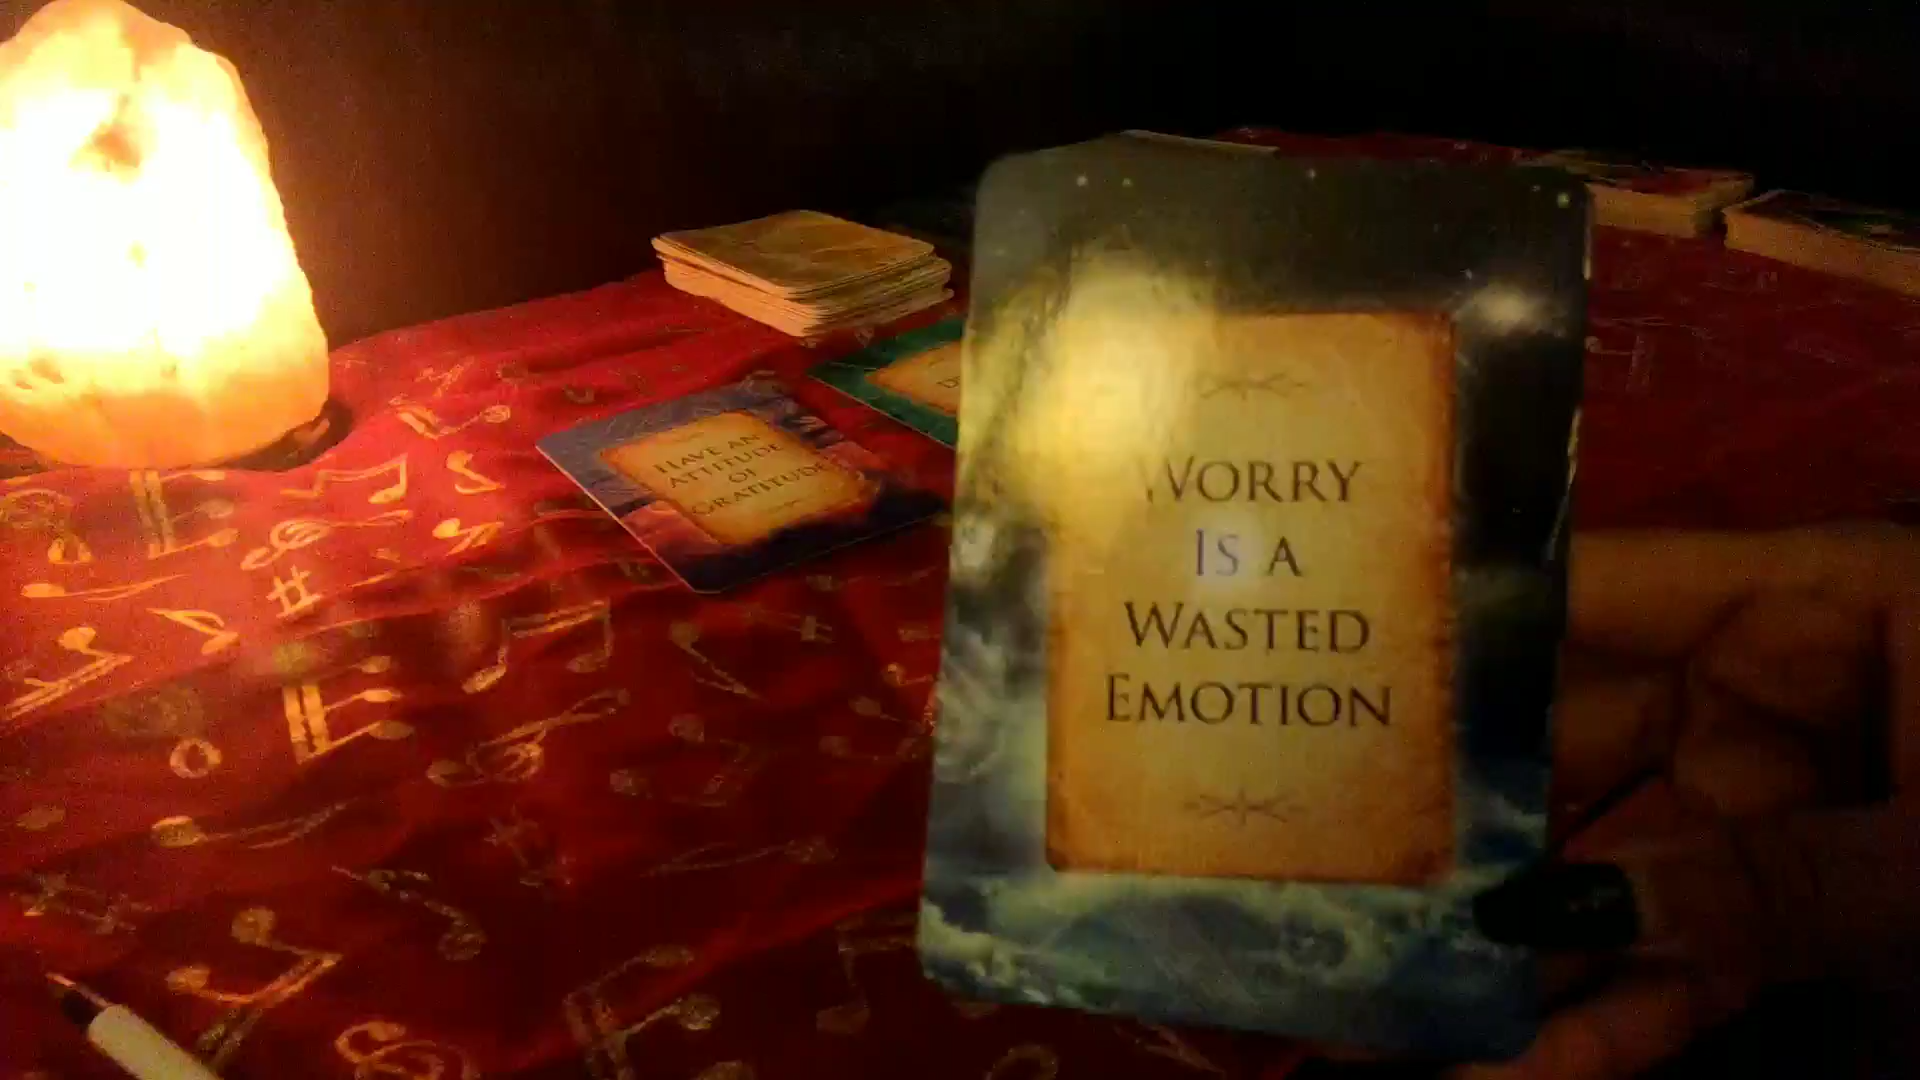 HAVE AN
ATTITUDE
OF
GRATITUDE
WORRY
IS A
WASTED
EMOTION